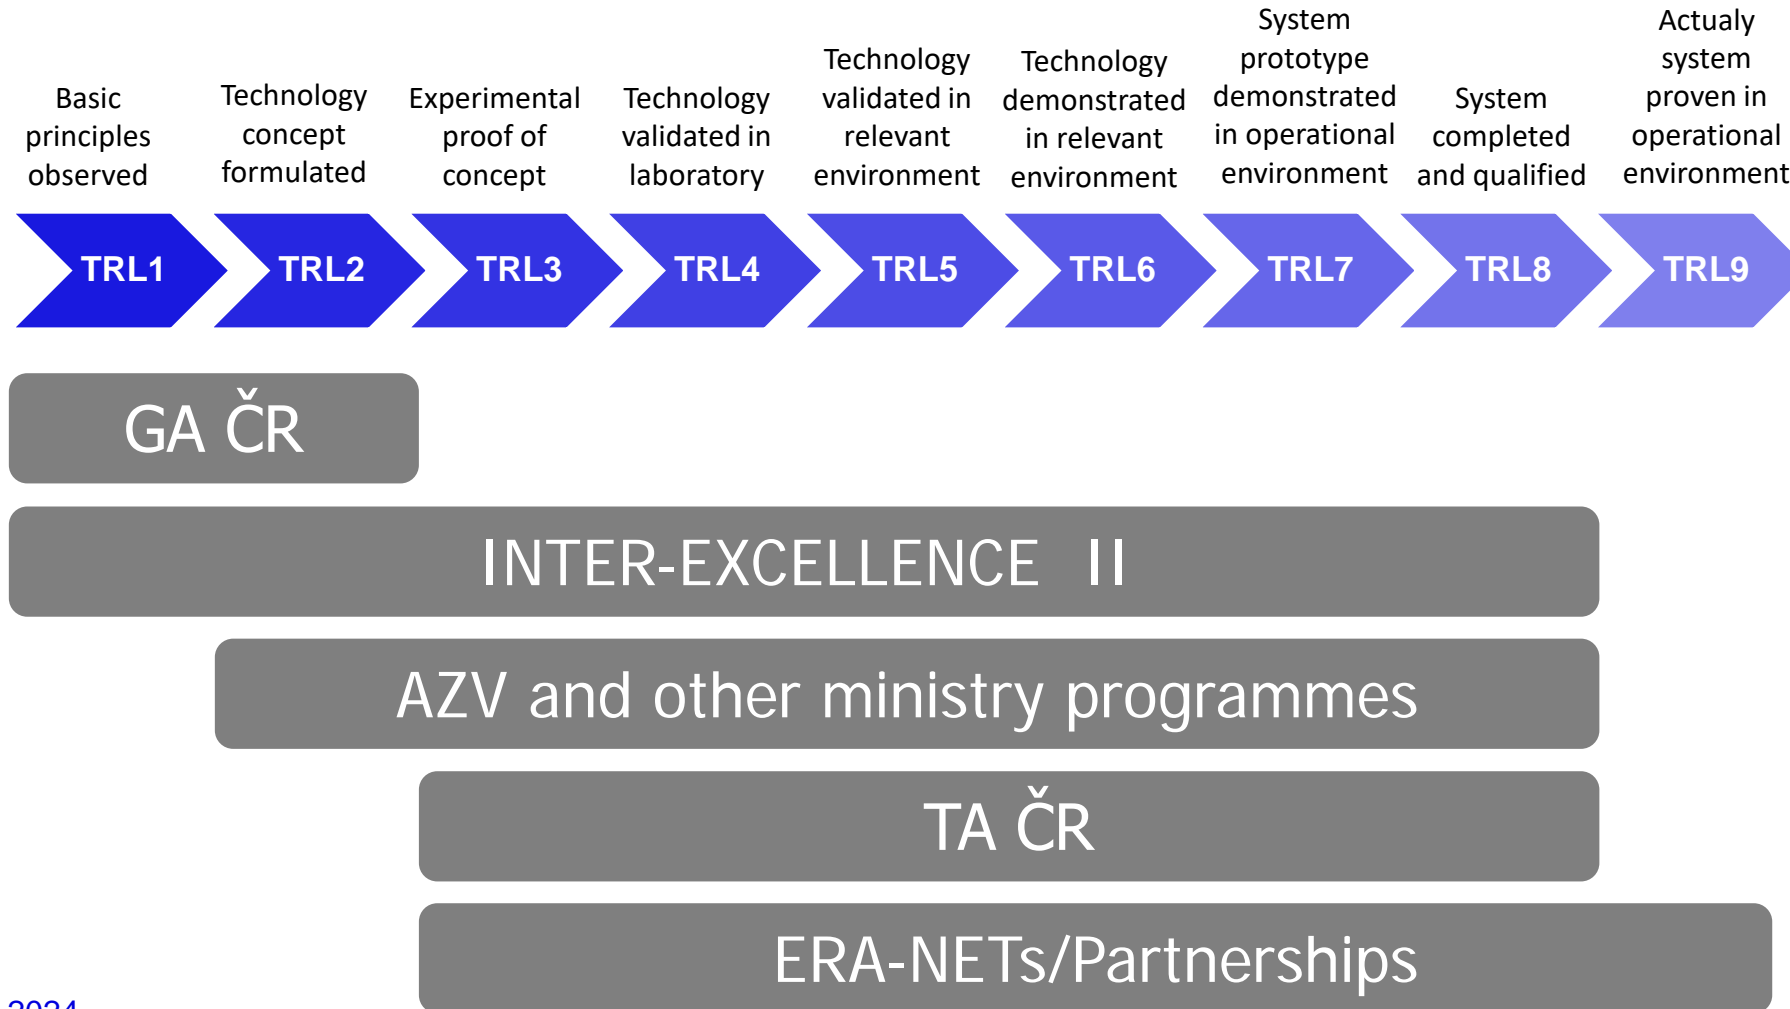 Basic
principles
observed
Technology
concept
formulated
Experimental
proof of
concept
Technology
validated in
laboratory
Technology
validated in
relevant
environment
Technology
demonstrated
in relevant
environment
System
prototype
demonstrated
in operational
environment
System
completed
and qualified
Actualy
system
proven in
operational
environment
TRL1
TRL2
TRL3
TRL4
TRL5
TRL6
TRL7
TRL8
TRL9
GA ČR
INTER-EXCELLENCE II
AZV and other ministry programmes
TA ČR
ERA-NETs/Partnerships
2024